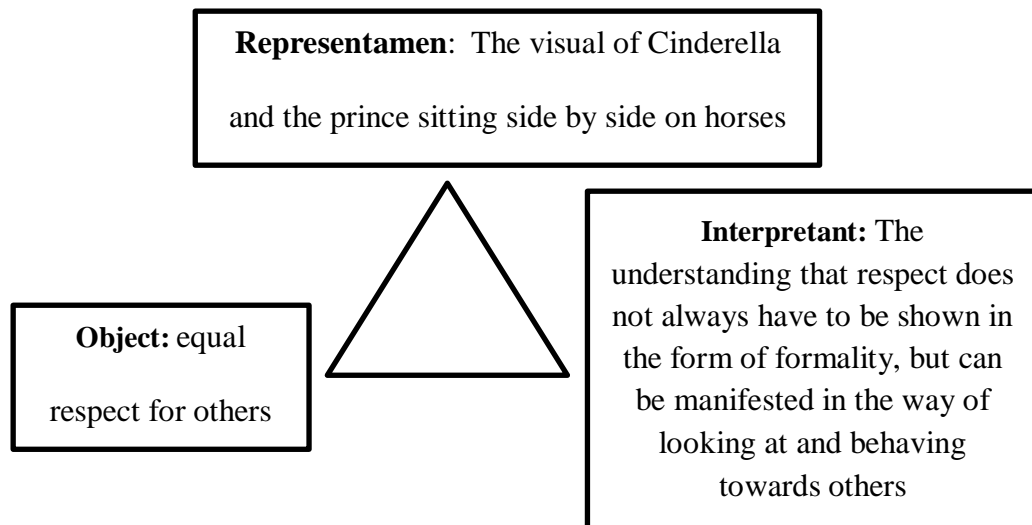 Representamen: The visual of Cinderella
and the prince sitting side by side on horses
Object: equal
respect for others
Interpretant: The
understanding that respect does
not always have to be shown in
the form of formality, but can
be manifested in the way of
looking at and behaving
towards others